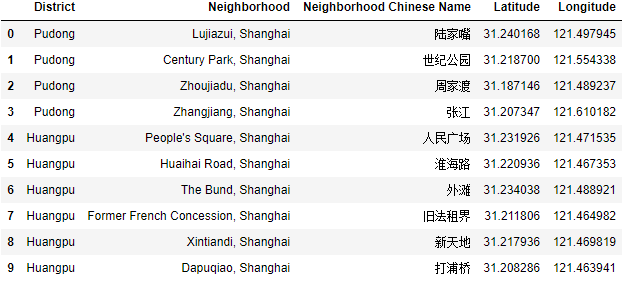 District Neighborhood Neighborhood Chinese Name Latitude Longitude
0 Pudong Lujiazui, Shanghai 陆家嘴 31.240168 121.497945
1 Pudong Century Park, Shanghai 世纪公园 31.218700 121.554338
2 Pudong Zhoujiadu, Shanghai 周家渡 31.187146 121.489237
3 Pudong Zhangjiang, Shanghai 张江 31.207347 121.610182
4 Huangpu People's Square, Shanghai 人民广场 31.231926 121.471535
5 Huangpu Huaihai Road, Shanghai 淮海路 31.220936 121.467353
6 Huangpu The Bund, Shanghai 外滩 31.234038 121.488921
7 Huangpu Former French Concession, Shanghai 旧法租界 31.211806 121.464982
8 Huangpu Xintiandi, Shanghai 新天地 31.217936 121.469819
9 Huangpu Dapuqiao, Shanghai 打浦桥 31.208286 121.463941